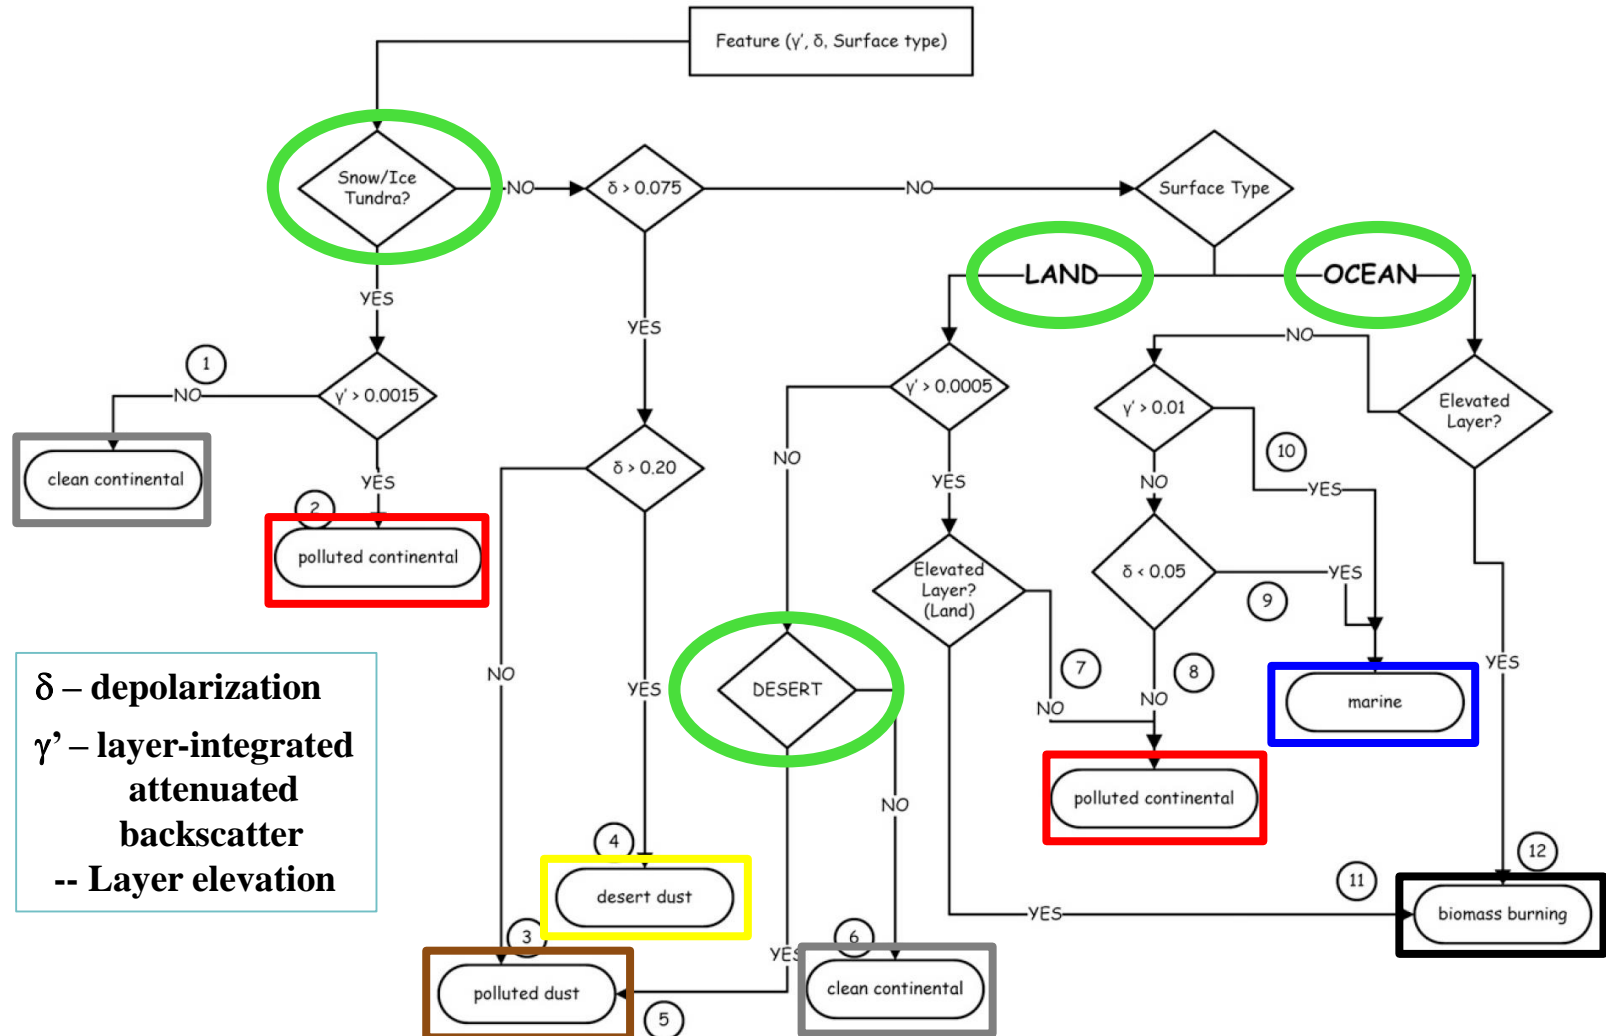 Feature (γ', δ, Surface type)
Snow/Ice
Tundra?
NO
δ > 0.075
NO
Surface Type
LAND
OCEAN
YES
YES
NO
1
NO
γ' > 0.0015
γ' > 0.0005
γ' > 0.01
Elevated
Layer?
clean continental
YES
2
polluted continental
δ > 0.20
NO
YES
10
NO
YES
Elevated
Layer?
(Land)
δ < 0.05
YES
9
NO
YES
DESERT
7
NO
8
NO
YES
marine
polluted continental
δ – depolarization
γ’ – layer-integrated
attenuated
backscatter
-- Layer elevation
4
desert dust
NO
11
12
YES
biomass burning
3
polluted dust
YES
5
6
clean continental